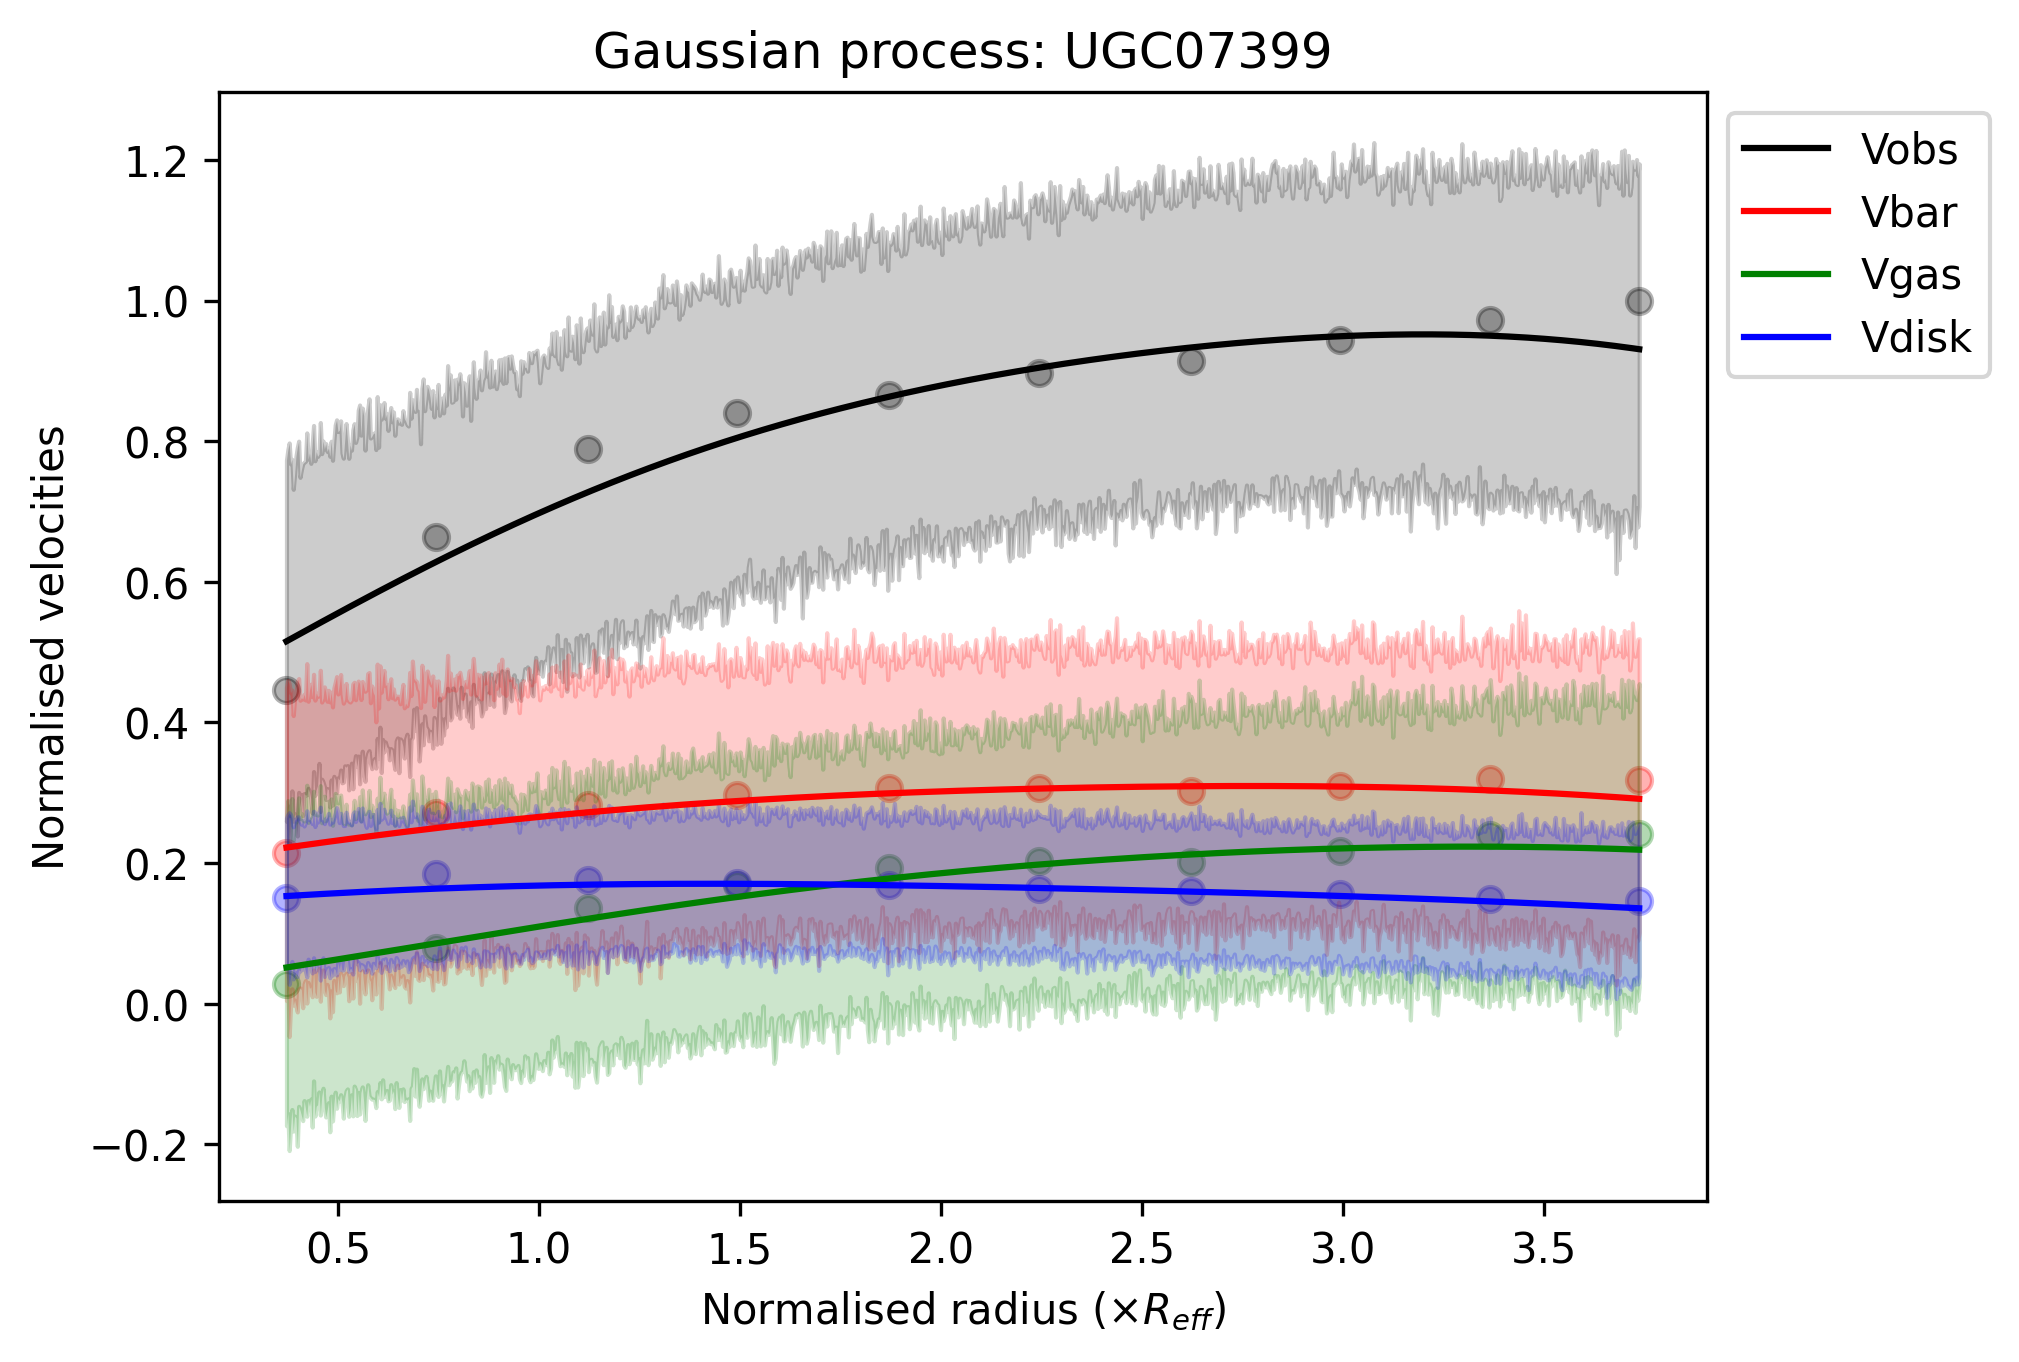 Gaussian process: UGC07399
Normalised velocities
1.2
1.0
0.8
0.6
0.4
0.2
0.0
−0.2
0.5 1.0 1.5 2.0 2.5 3.0 3.5
Normalised radius (×R_eff)
Vobs
Vbar
Vgas
Vdisk